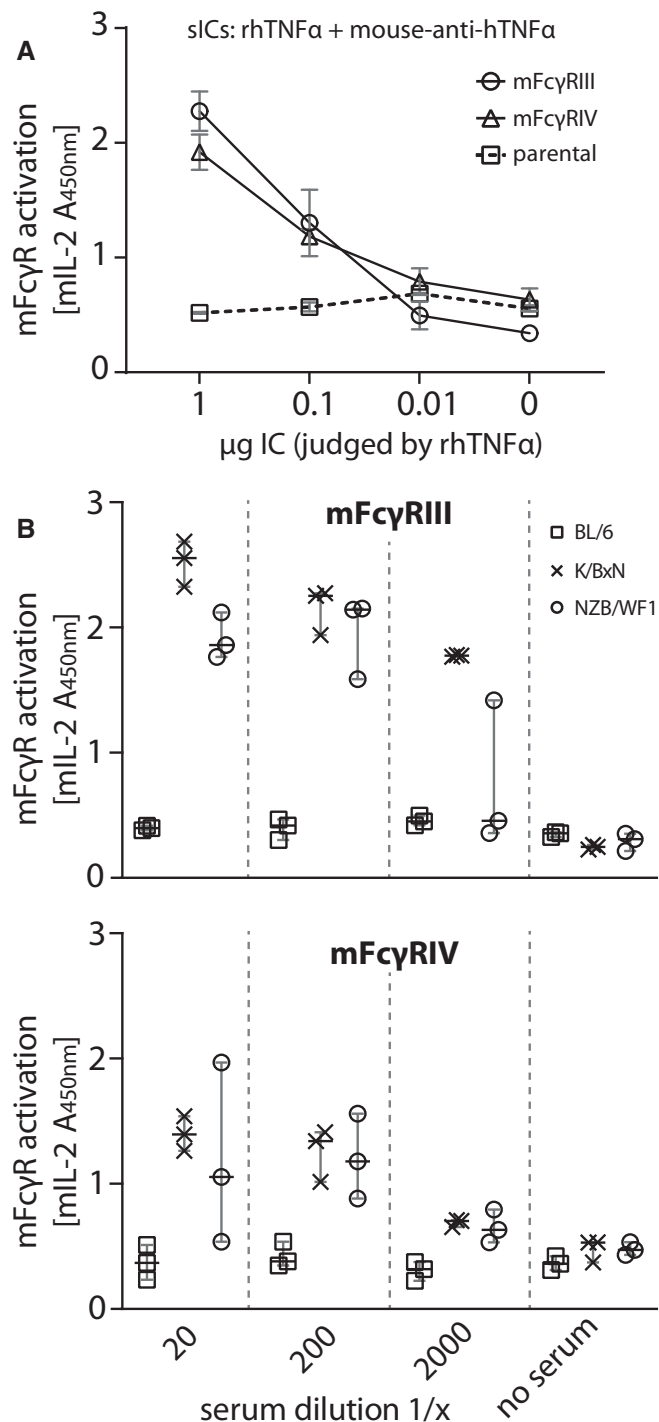 A
sICs: rhTNFα + mouse-anti-hTNFα
mFcγRIII
mFcγRIV
parental
mFcγR activation
[mIL-2 A450nm]
3
2
1
0
1 0.1 0.01 0
µg IC (judged by rhTNFα)
B
mFcγRIII
BL/6
K/BxN
NZB/WF1
mFcγR activation
[mIL-2 A450nm]
3
2
1
0
mFcγRIV
mFcγR activation
[mIL-2 A450nm]
3
2
1
0
20 200 2000 no serum
serum dilution 1/x